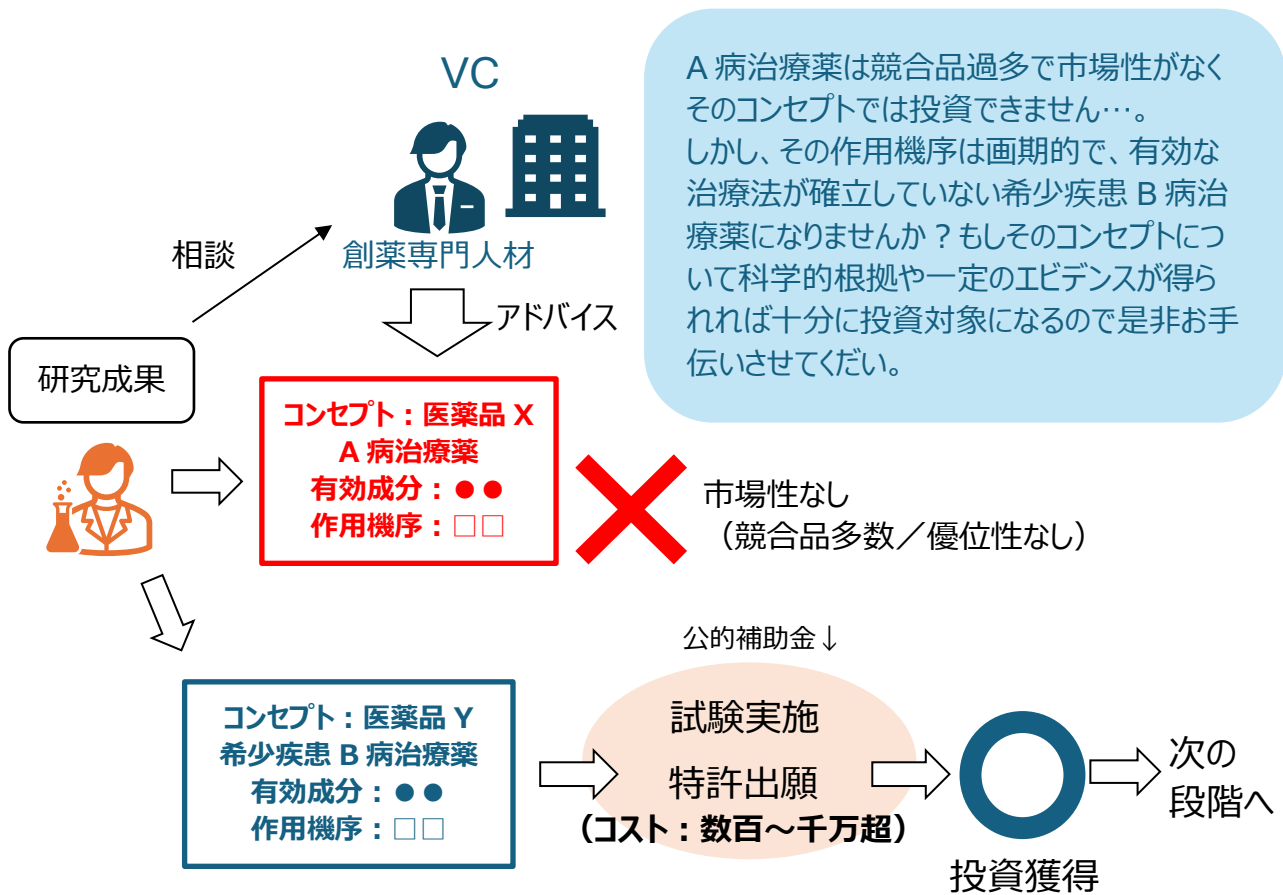 VC
創薬専門人材
相談
アドバイス
A 病治療薬は競合品過多で市場性がなく
そのコンセプトでは投資できません…。
しかし、その作用機序は画期的で、有効な
治療法が確立していない希少疾患 B 病治
療薬になりませんか？もしそのコンセプトにつ
いて科学的根拠や一定のエビデンスが得ら
れれば十分に投資対象になるので是非お手
伝いさせてくだい。
研究成果
コンセプト：医薬品 X
A 病治療薬
有効成分：●●
作用機序：□□
市場性なし
（競合品多数／優位性なし）
公的補助金↓
コンセプト：医薬品 Y
希少疾患 B 病治療薬
有効成分：●●
作用機序：□□
試験実施
特許出願
（コスト：数百～千万超）
投資獲得
次の
段階へ